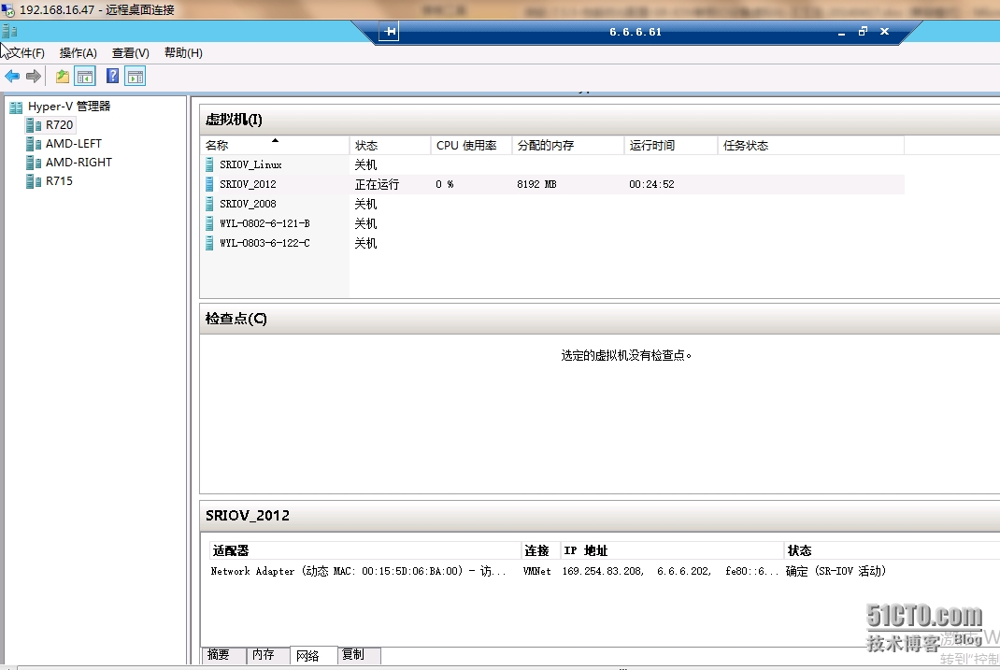 192.168.16.47 - 远程桌面连接
6.6.6.61
文件(F) 操作(A) 查看(V) 帮助(H)
Hyper-V 管理器
R720
AMD-LEFT
AMD-RIGHT
R715
虚拟机(I)
名称 状态 CPU 使用率 分配的内存 运行时间 任务状态
SRIOV_Linux 关机
SRIOV_2012 正在运行 0 % 8192 MB 00:24:52
SRIOV_2008 关机
WYL-0802-6-121-B 关机
WYL-0803-6-122-C 关机
检查点(C)
选定的虚拟机没有检查点。
SRIOV_2012
适配器 连接 IP 地址 状态
Network Adapter (动态 MAC: 00:15:5D:06:BA:00) - 访... VMNet 169.254.83.208, 6.6.6.202, fe80::6... 确定 (SR-IOV 活动)
摘要 内存 网络 复制
51CTO.com
技术博客 Blog
激活 W
转到"控制